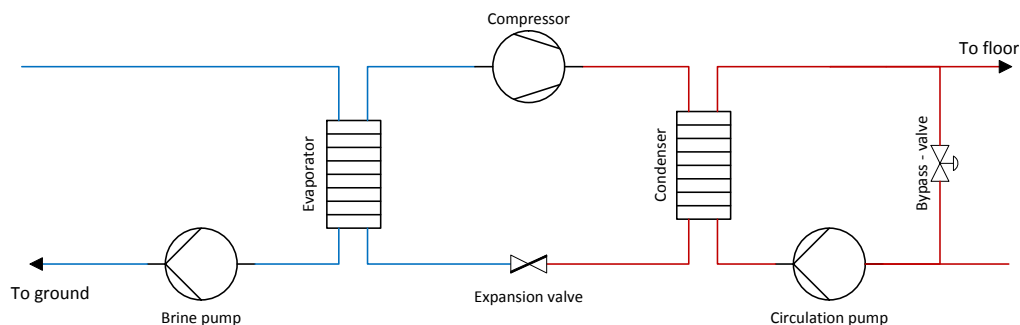 Compressor
To floor
Evaporator
Condenser
Bypass - valve
To ground
Expansion valve
Brine pump
Circulation pump